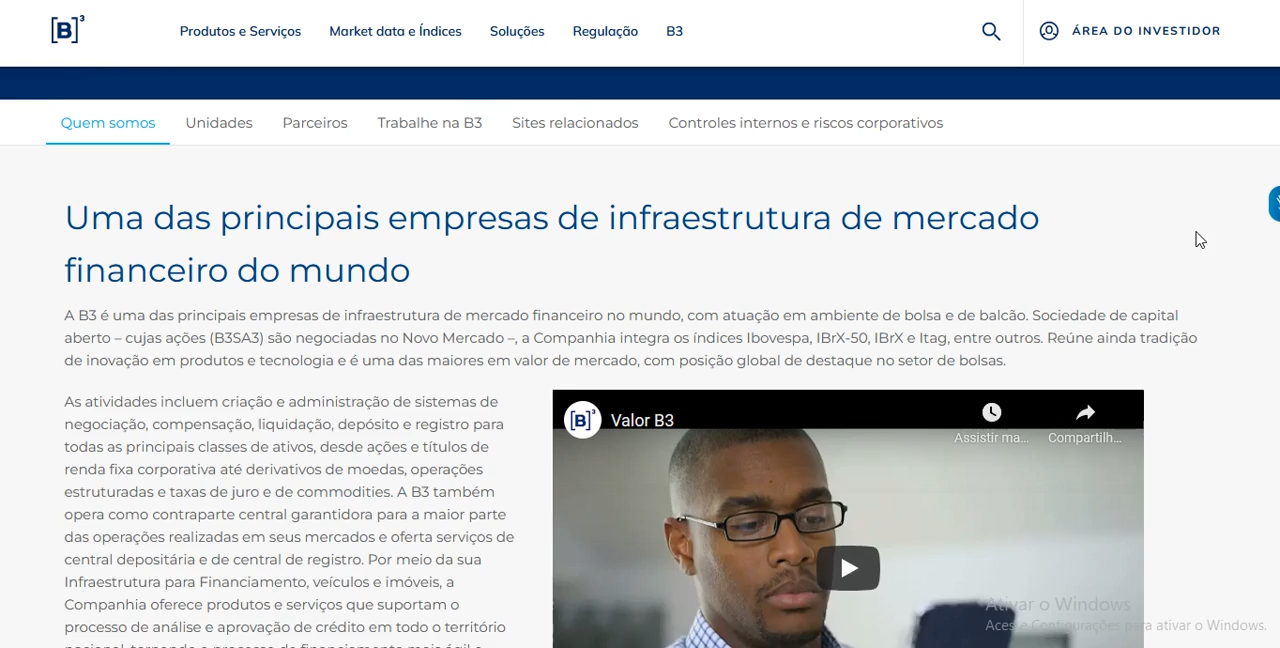 [B]³
Produtos e Serviços
Market data e Índices
Soluções
Regulação
B3
ÁREA DO INVESTIDOR
Quem somos
Unidades
Parceiros
Trabalhe na B3
Sites relacionados
Controles internos e riscos corporativos
Uma das principais empresas de infraestrutura de mercado
financeiro do mundo
A B3 é uma das principais empresas de infraestrutura de mercado financeiro no mundo, com atuação em ambiente de bolsa e de balcão. Sociedade de capital
aberto – cujas ações (B3SA3) são negociadas no Novo Mercado –, a Companhia integra os índices Ibovespa, IBrX-50, IBrX e Itag, entre outros. Reúne ainda tradição
de inovação em produtos e tecnologia e é uma das maiores em valor de mercado, com posição global de destaque no setor de bolsas.
As atividades incluem criação e administração de sistemas de
negociação, compensação, liquidação, depósito e registro para
todas as principais classes de ativos, desde ações e títulos de
renda fixa corporativa até derivativos de moedas, operações
estruturadas e taxas de juro e de commodities. A B3 também
opera como contraparte central garantidora para a maior parte
das operações realizadas em seus mercados e oferta serviços de
central depositária e de central de registro. Por meio da sua
Infraestrutura para Financiamento, veículos e imóveis, a
Companhia oferece produtos e serviços que suportam o
processo de análise e aprovação de crédito em todo o território
[B]³
Valor B3
Assistir ma...
Compartilh...
Ativar o Windows
Acesse Configurações para ativar o Windows.